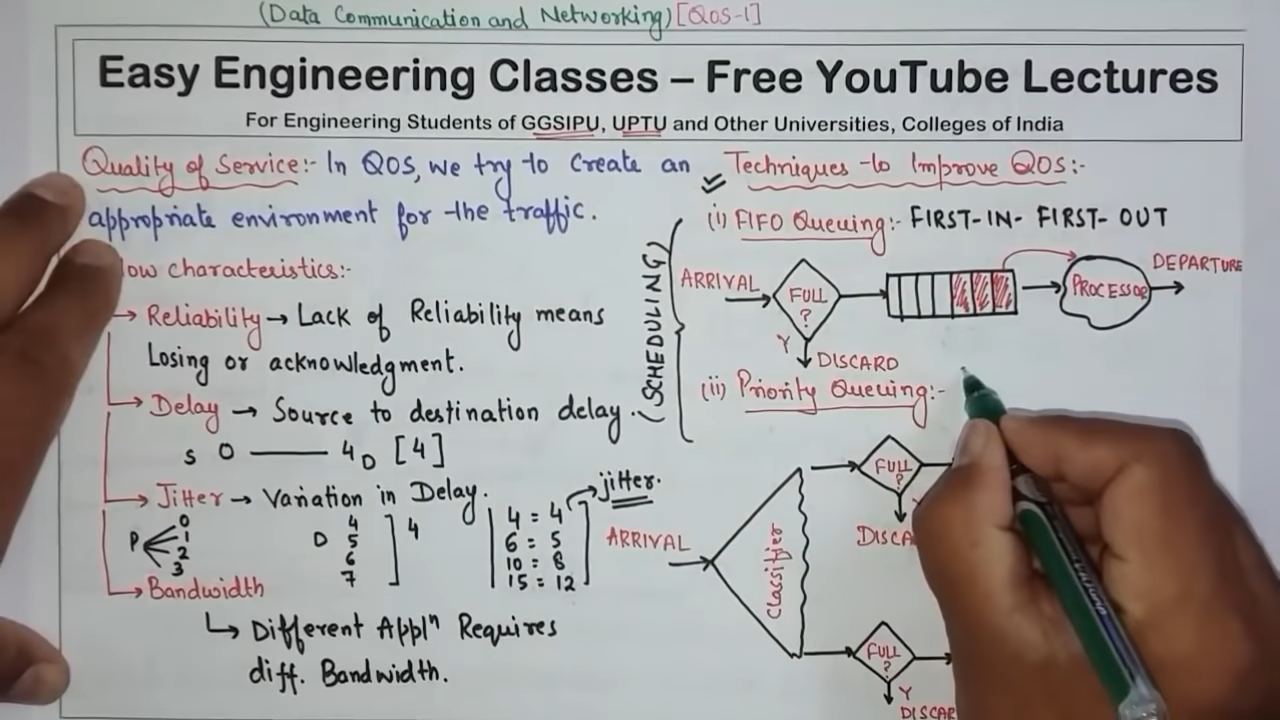 (Data Communication and Networking) [QOS-1]
Easy Engineering Classes – Free YouTube Lectures
For Engineering Students of GGSIPU, UPTU and Other Universities, Colleges of India
Quality of Service:- In QOS, we try to create an
appropriate environment for the traffic.
low characteristics:-
→ Reliability → Lack of Reliability means
Losing or acknowledgment.
→ Delay → Source to destination delay.
S 0 —— 4 D [4]
→ Jitter → Variation in Delay.
P 0 1 2 3
D 4 5 6 7 ] 4
4 = 4
6 = 5
10 = 8
15 = 12
→ jitter.
→ Bandwidth
↳ Different Applⁿ Requires
diff. Bandwidth.
Techniques to Improve QOS:-
(SCHEDULING)
(i) FIFO Queuing:- FIRST-IN- FIRST- OUT
ARRIVAL
FULL ?
Y
DISCARD
PROCESSOR
DEPARTURE
(ii) Priority Queuing:-
ARRIVAL
Classifier
FULL ?
DISCA
FULL ?
Y
DISCAR